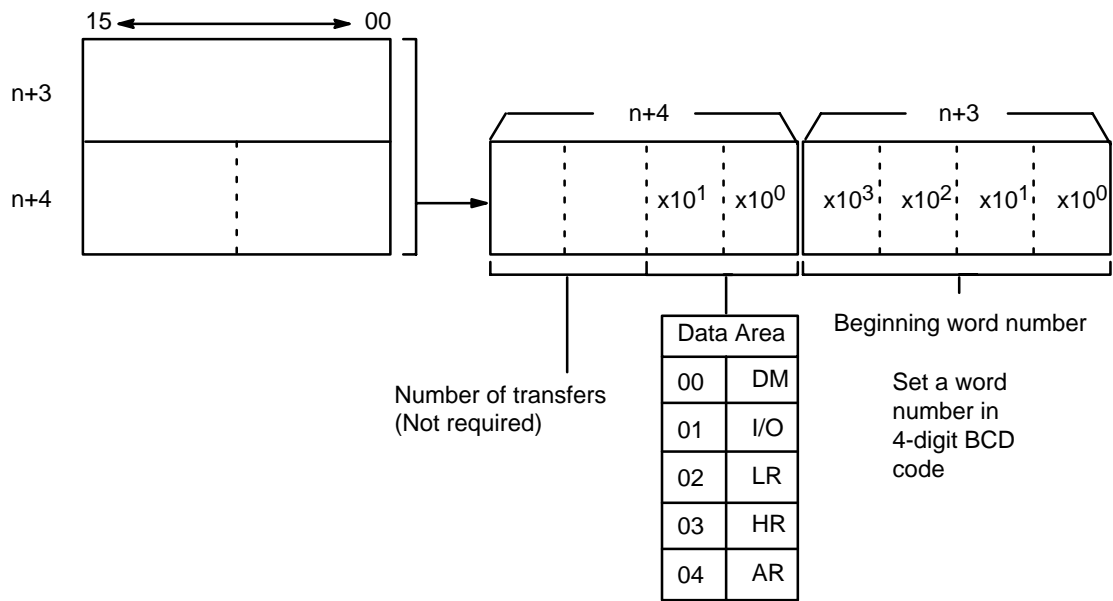 15 00
n+3
n+4
n+4 n+3
x10¹ x10⁰ x10³ x10² x10¹ x10⁰
Number of transfers
(Not required)
Data Area
00 DM
01 I/O
02 LR
03 HR
04 AR
Beginning word number
Set a word
number in
4-digit BCD
code